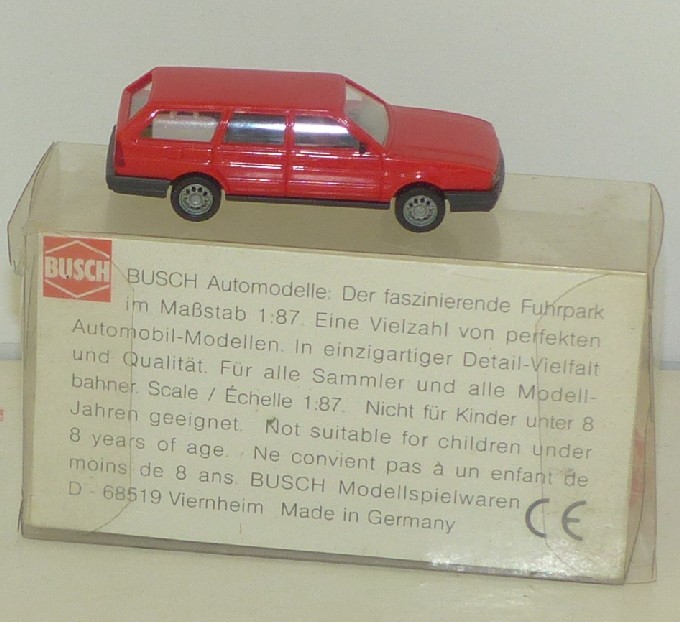 BUSCH
BUSCH Automodelle: Der faszinierende Fuhrpark
im Maßstab 1:87. Eine Vielzahl von perfekten
Automobil-Modellen. In einzigartiger Detail-Vielfalt
und Qualität. Für alle Sammler und alle Modell-
bahner. Scale / Échelle 1:87. Nicht für Kinder unter 8
Jahren geeignet. Not suitable for children under
8 years of age. Ne convient pas à un enfant de
moins de 8 ans. BUSCH Modellspielwaren
D - 68519 Viernheim Made in Germany
CE